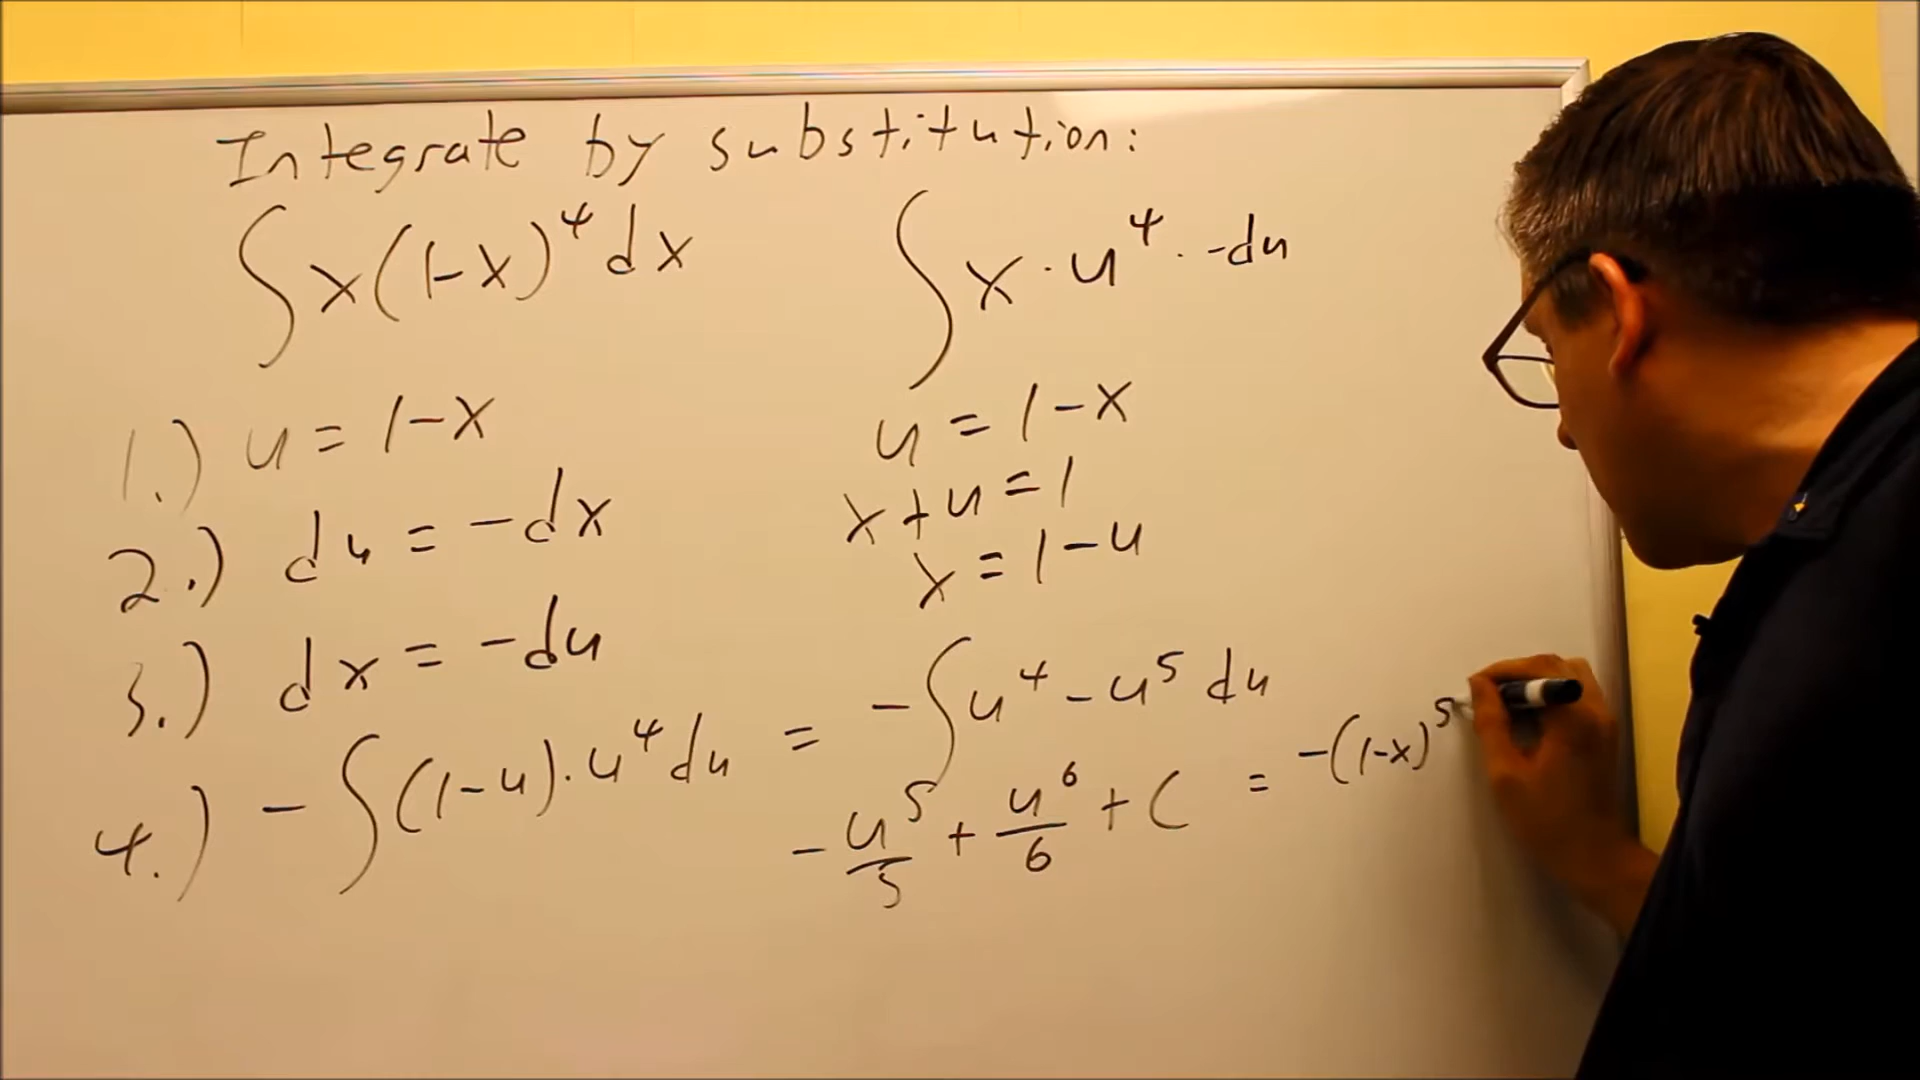 Integrate by substitution:
∫x(1-x)⁴dx
∫x·u⁴·-du
1.) u = 1-x
2.) du = -dx
3.) dx = -du
u = 1-x
x+u = 1
x = 1-u
4.) -∫(1-u)·u⁴du = -∫u⁴-u⁵ du
-u⁵/5 + u⁶/6 + C = -(1-x)⁵